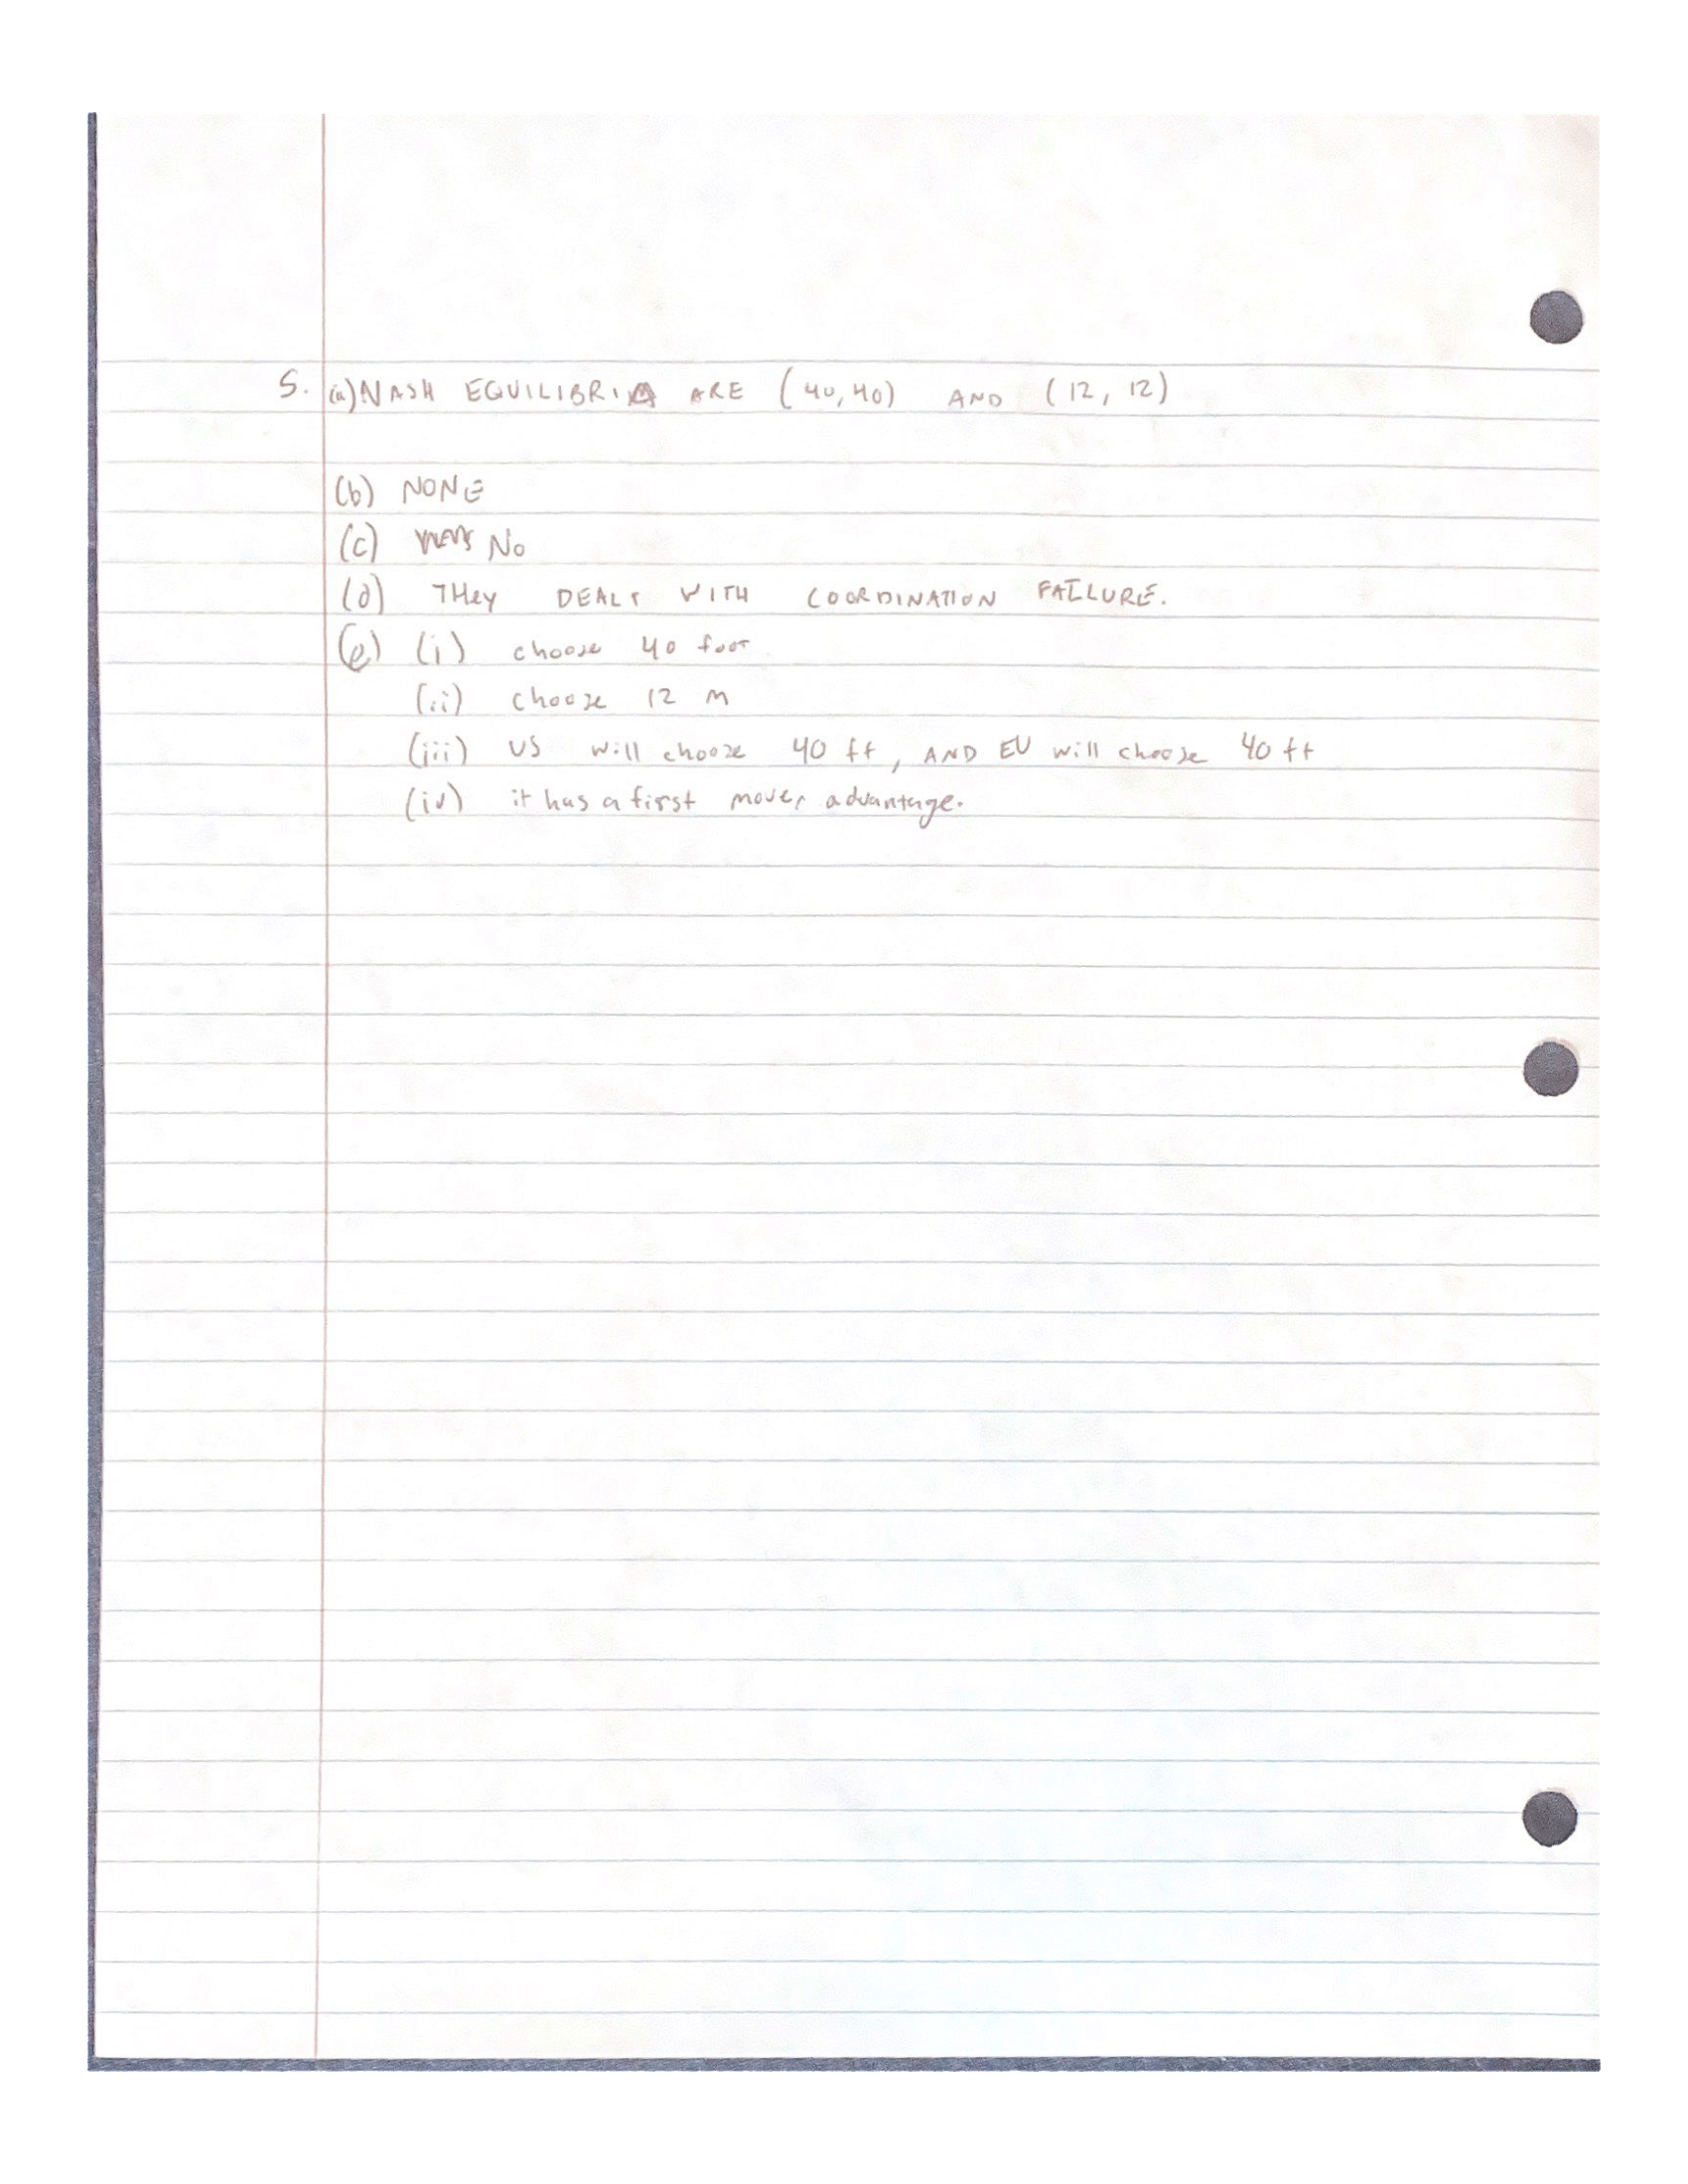 5. (a) NASH EQUILIBRIA ARE (40,40) AND (12, 12)
(b) NONE
(c) No
(d) THey DEALT WITH COORDINATION FAILURE.
(e) (i) choose 40 foot
(ii) choose 12 m
(iii) US will choose 40 ft, AND EU will choose 40 ft
(iv) it has a first mover advantage.